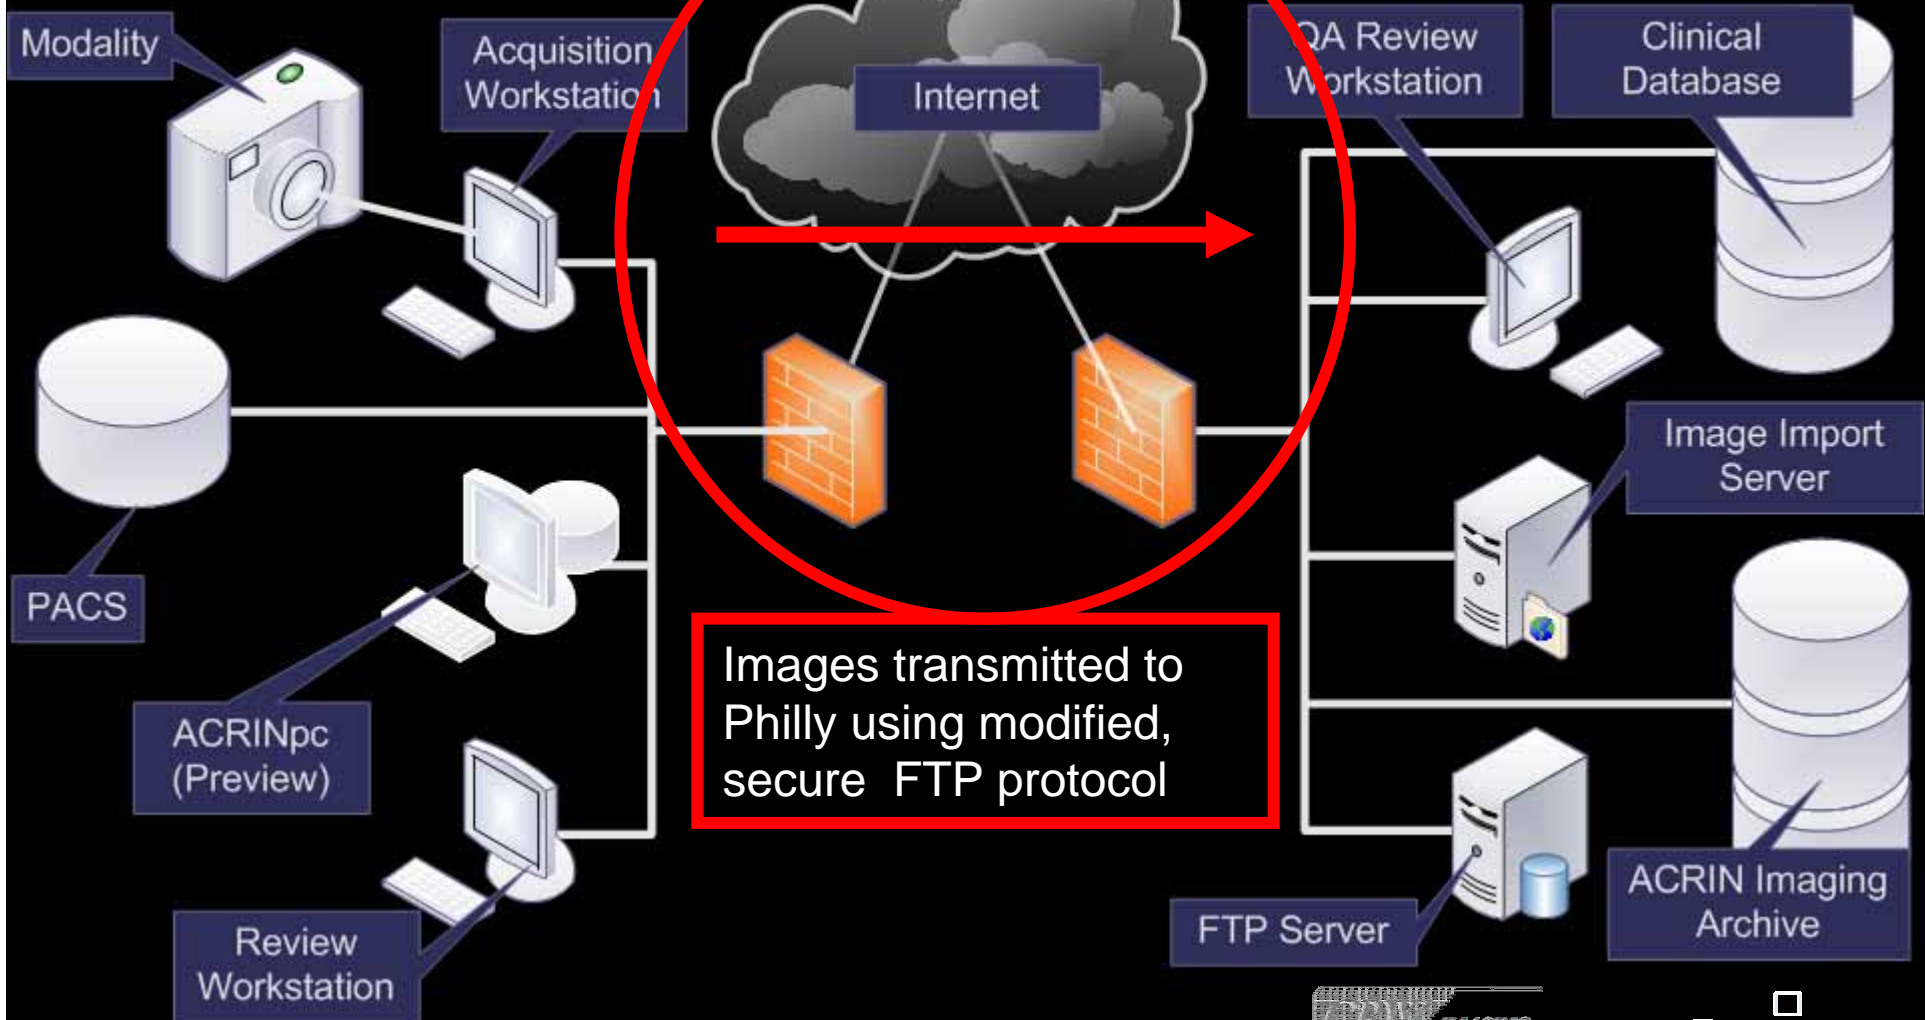 Modality
Acquisition
Workstation
Internet
QA Review
Workstation
Clinical
Database
PACS
Image Import
Server
ACRINpc
(Preview)
Images transmitted to
Philly using modified,
secure  FTP protocol
Review
Workstation
FTP Server
ACRIN Imaging
Archive